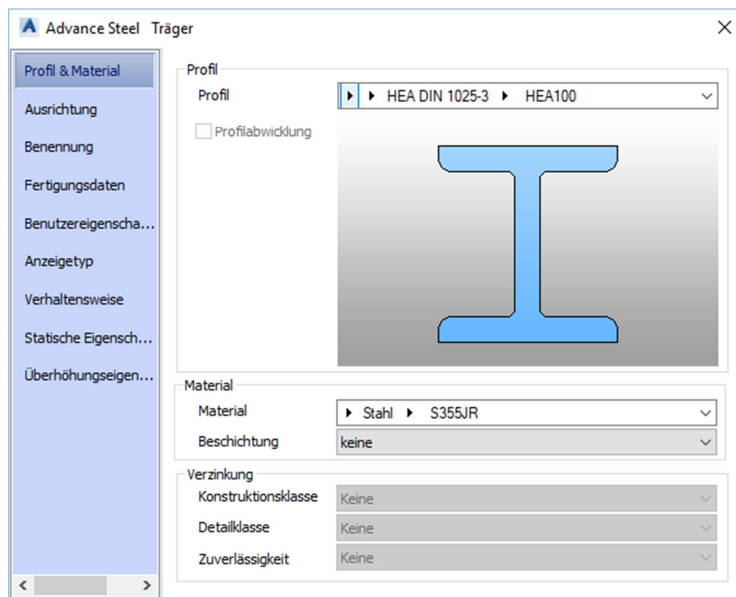 Advance Steel Träger
Profil & Material
Ausrichtung
Benennung
Fertigungsdaten
Benutzereigenscha...
Anzeigetyp
Verhaltensweise
Statische Eigensch...
Überhöhungseigen...
Profil
Profil HEA DIN 1025-3 HEA100
Profilabwicklung
Material
Material Stahl S355JR
Beschichtung keine
Verzinkung
Konstruktionsklasse Keine
Detailklasse Keine
Zuverlässigkeit Keine